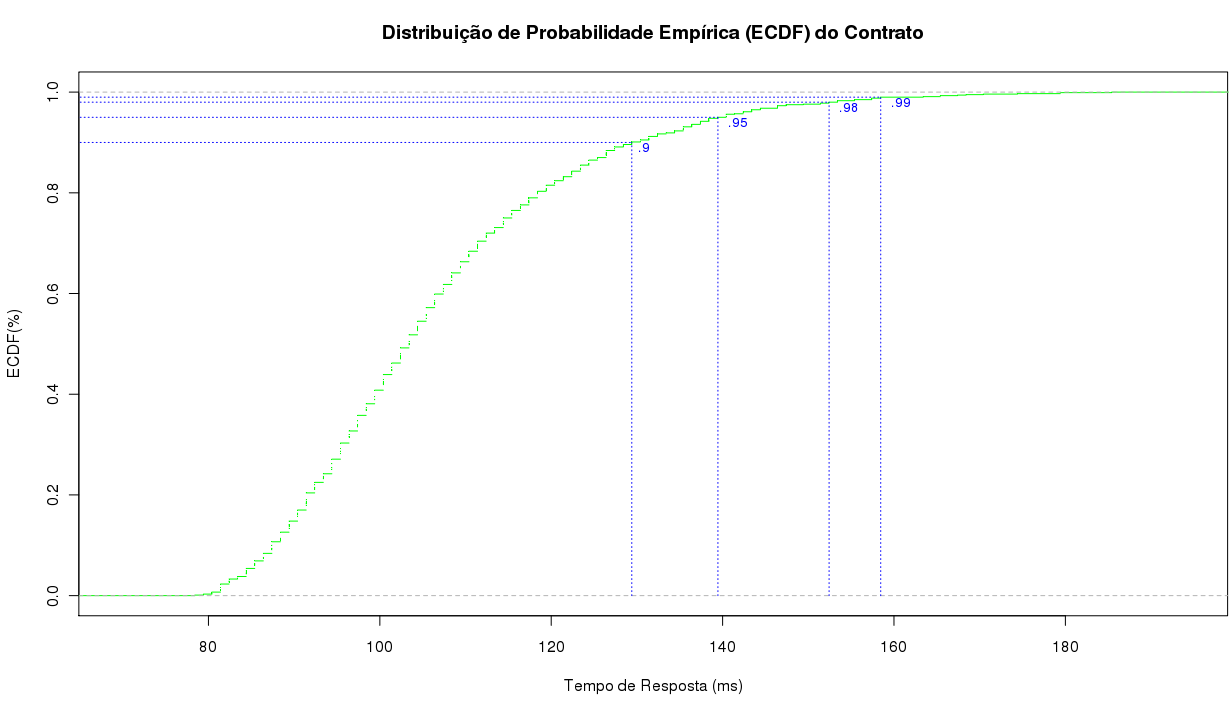 Distribuição de Probabilidade Empírica (ECDF) do Contrato
ECDF(%)
1.0
0.8
0.6
0.4
0.2
0.0
.9
.95
.98
.99
80 100 120 140 160 180
Tempo de Resposta (ms)